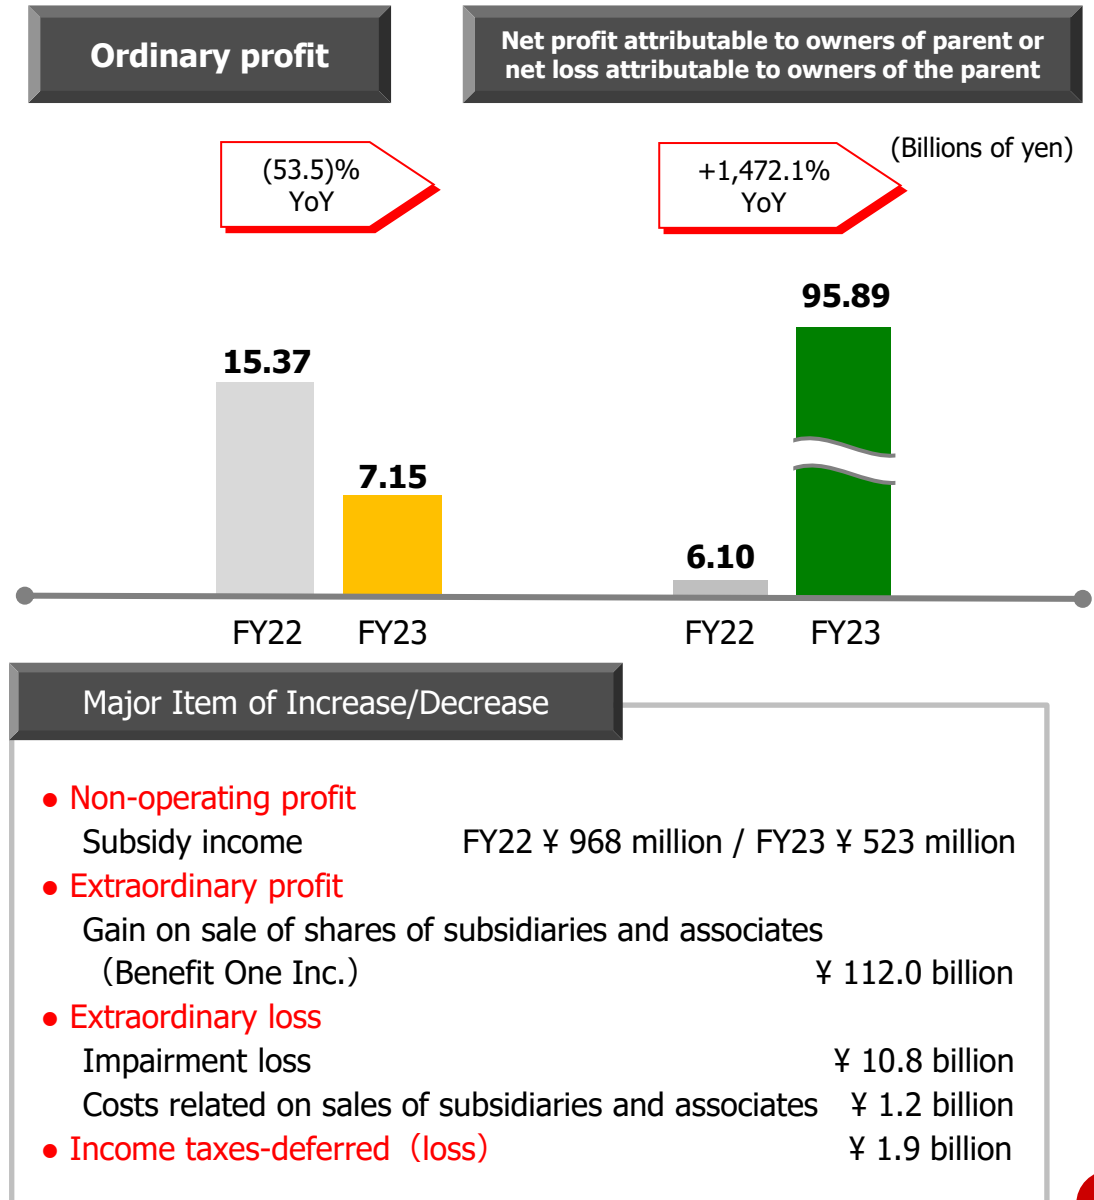 Ordinary profit
Net profit attributable to owners of parent or
net loss attributable to owners of the parent
(Billions of yen)
(53.5)%
YoY
+1,472.1%
YoY
15.37
7.15
6.10
95.89
FY22
FY23
FY22
FY23
Major Item of Increase/Decrease
● Non-operating profit
Subsidy income FY22 ¥ 968 million / FY23 ¥ 523 million
● Extraordinary profit
Gain on sale of shares of subsidiaries and associates
（Benefit One Inc.） ¥ 112.0 billion
● Extraordinary loss
Impairment loss ¥ 10.8 billion
Costs related on sales of subsidiaries and associates ¥ 1.2 billion
● Income taxes-deferred（loss） ¥ 1.9 billion